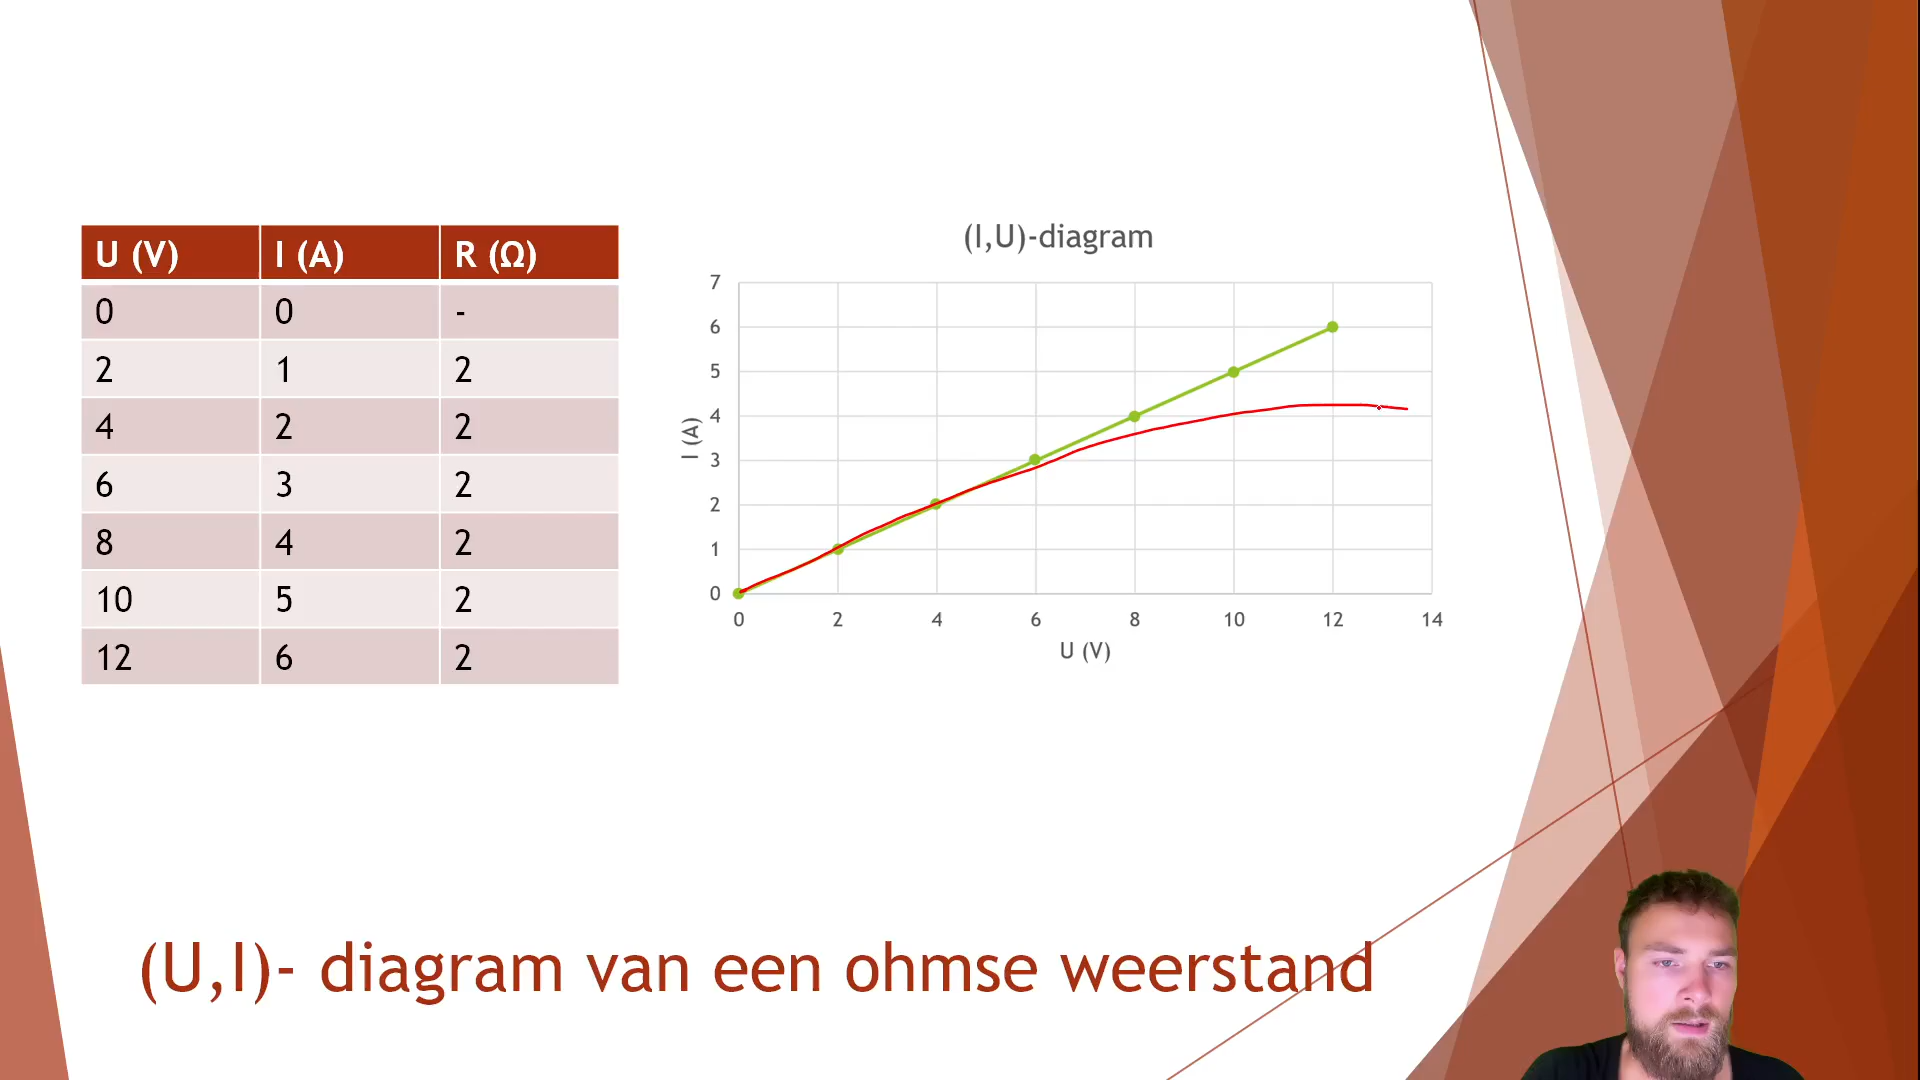 U (V) I (A) R (Ω)
0 0 -
2 1 2
4 2 2
6 3 2
8 4 2
10 5 2
12 6 2
(I,U)-diagram
7
6
5
4
3
2
1
0
I (A)
0 2 4 6 8 10 12 14
U (V)
(U,I)- diagram van een ohmse weerstand